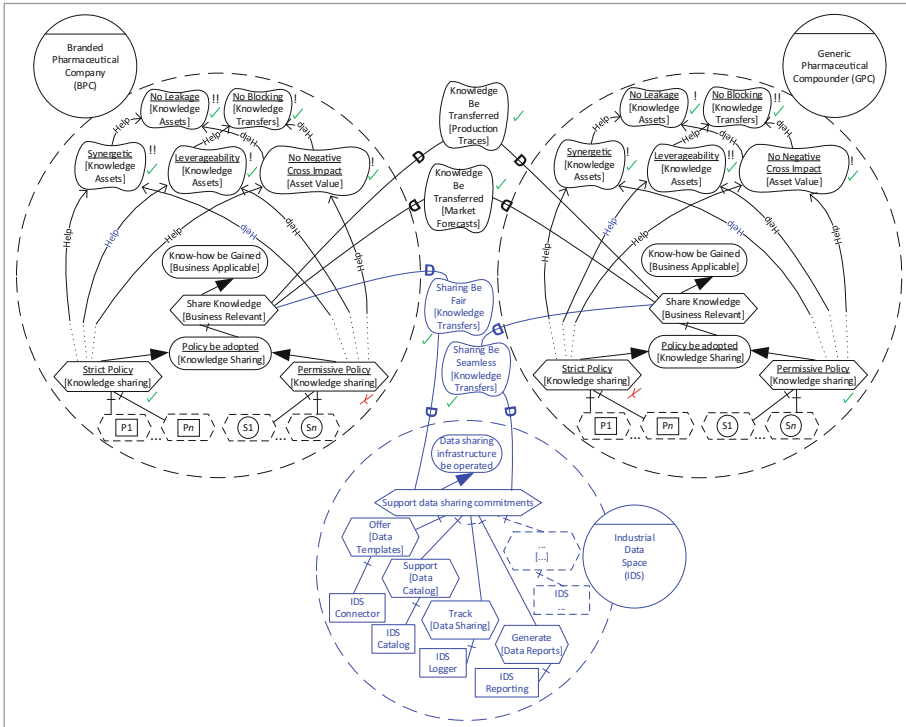 Branded
Pharmaceutical
Company
(BPC)
No Leakage
[Knowledge
Assets]
!!
No Blocking
[Knowledge
Transfers]
!
Help
Help
Help
Synergetic
[Knowledge
Assets]
!!
Leverageability
[Knowledge
Assets]
!
No Negative
Cross Impact
[Asset Value]
!
Help
Help
Help
Help
Help
Help
Know-how be Gained
[Business Applicable]
Share Knowledge
[Business Relevant]
Policy be adopted
[Knowledge Sharing]
Strict Policy
[Knowledge sharing]
Permissive Policy
[Knowledge sharing]
P1
...
Pn
S1
...
Sn
Knowledge
Be
Transferred
[Production
Traces]
Knowledge
Be
Transferred
[Market
Forecasts]
D
D
D
D
D
D
D
D
Sharing Be
Fair
[Knowledge
Transfers]
Sharing Be
Seamless
[Knowledge
Transfers]
Generic
Pharmaceutical
Compounder (GPC)
No Leakage
[Knowledge
Assets]
!
No Blocking
[Knowledge
Transfers]
!!
Help
Help
Help
Synergetic
[Knowledge
Assets]
!
Leverageability
[Knowledge
Assets]
!!
No Negative
Cross Impact
[Asset Value]
!
Help
Help
Help
Help
Help
Help
Know-how be Gained
[Business Applicable]
Share Knowledge
[Business Relevant]
Policy be adopted
[Knowledge Sharing]
Strict Policy
[Knowledge sharing]
Permissive Policy
[Knowledge sharing]
P1
...
Pn
S1
...
Sn
Data sharing
infrastructure
be operated
Support data sharing commitments
Offer
[Data
Templates]
Support
[Data
Catalog]
Track
[Data Sharing]
Generate
[Data Reports]
...
[...]
IDS
Connector
IDS
Catalog
IDS
Logger
IDS
Reporting
IDS
...
Industrial
Data
Space
(IDS)